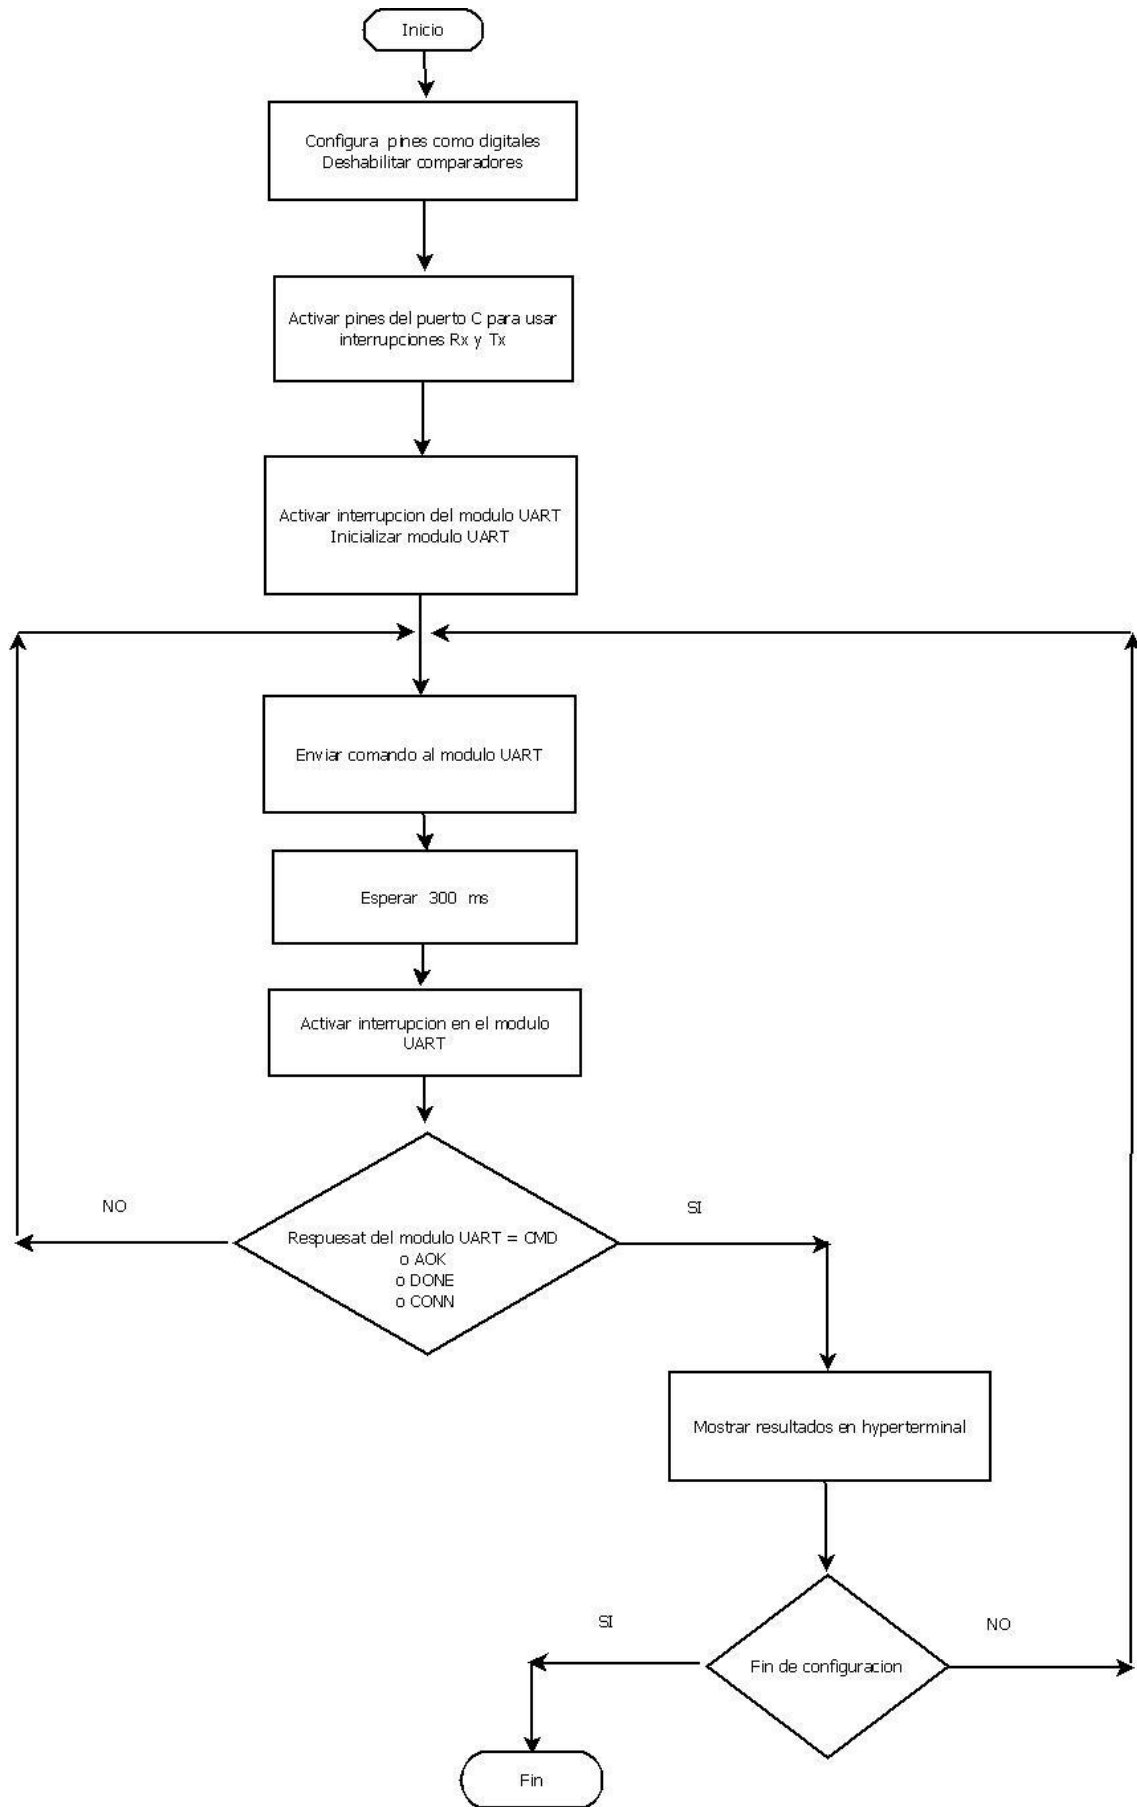 Inicio
Configura pines como digitales
Deshabilitar comparadores
Activar pines del puerto C para usar
interrupciones Rx y Tx
Activar interrupcion del modulo UART
Inicializar modulo UART
Enviar comando al modulo UART
Esperar 300 ms
Activar interrupcion en el modulo
UART
NO
SI
Respuesat del modulo UART = CMD
o AOK
o DONE
o CONN
Mostrar resultados en hyperterminal
SI
NO
Fin de configuracion
Fin